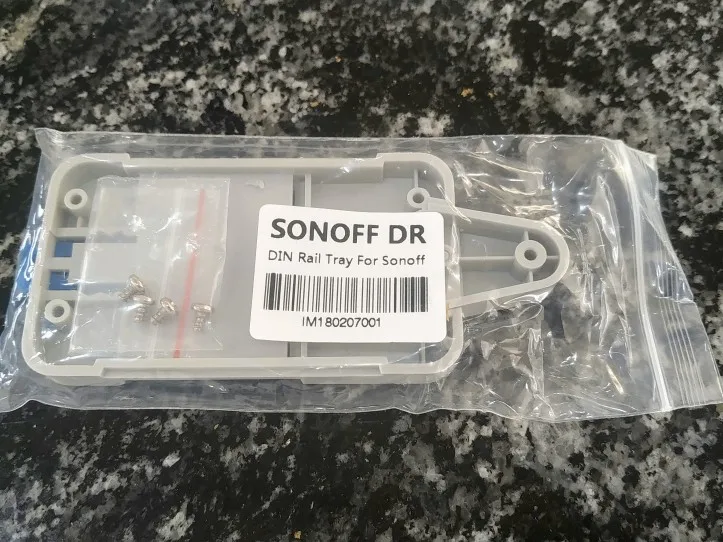 SONOFF DR
DIN Rail Tray For Sonoff
IM180207001